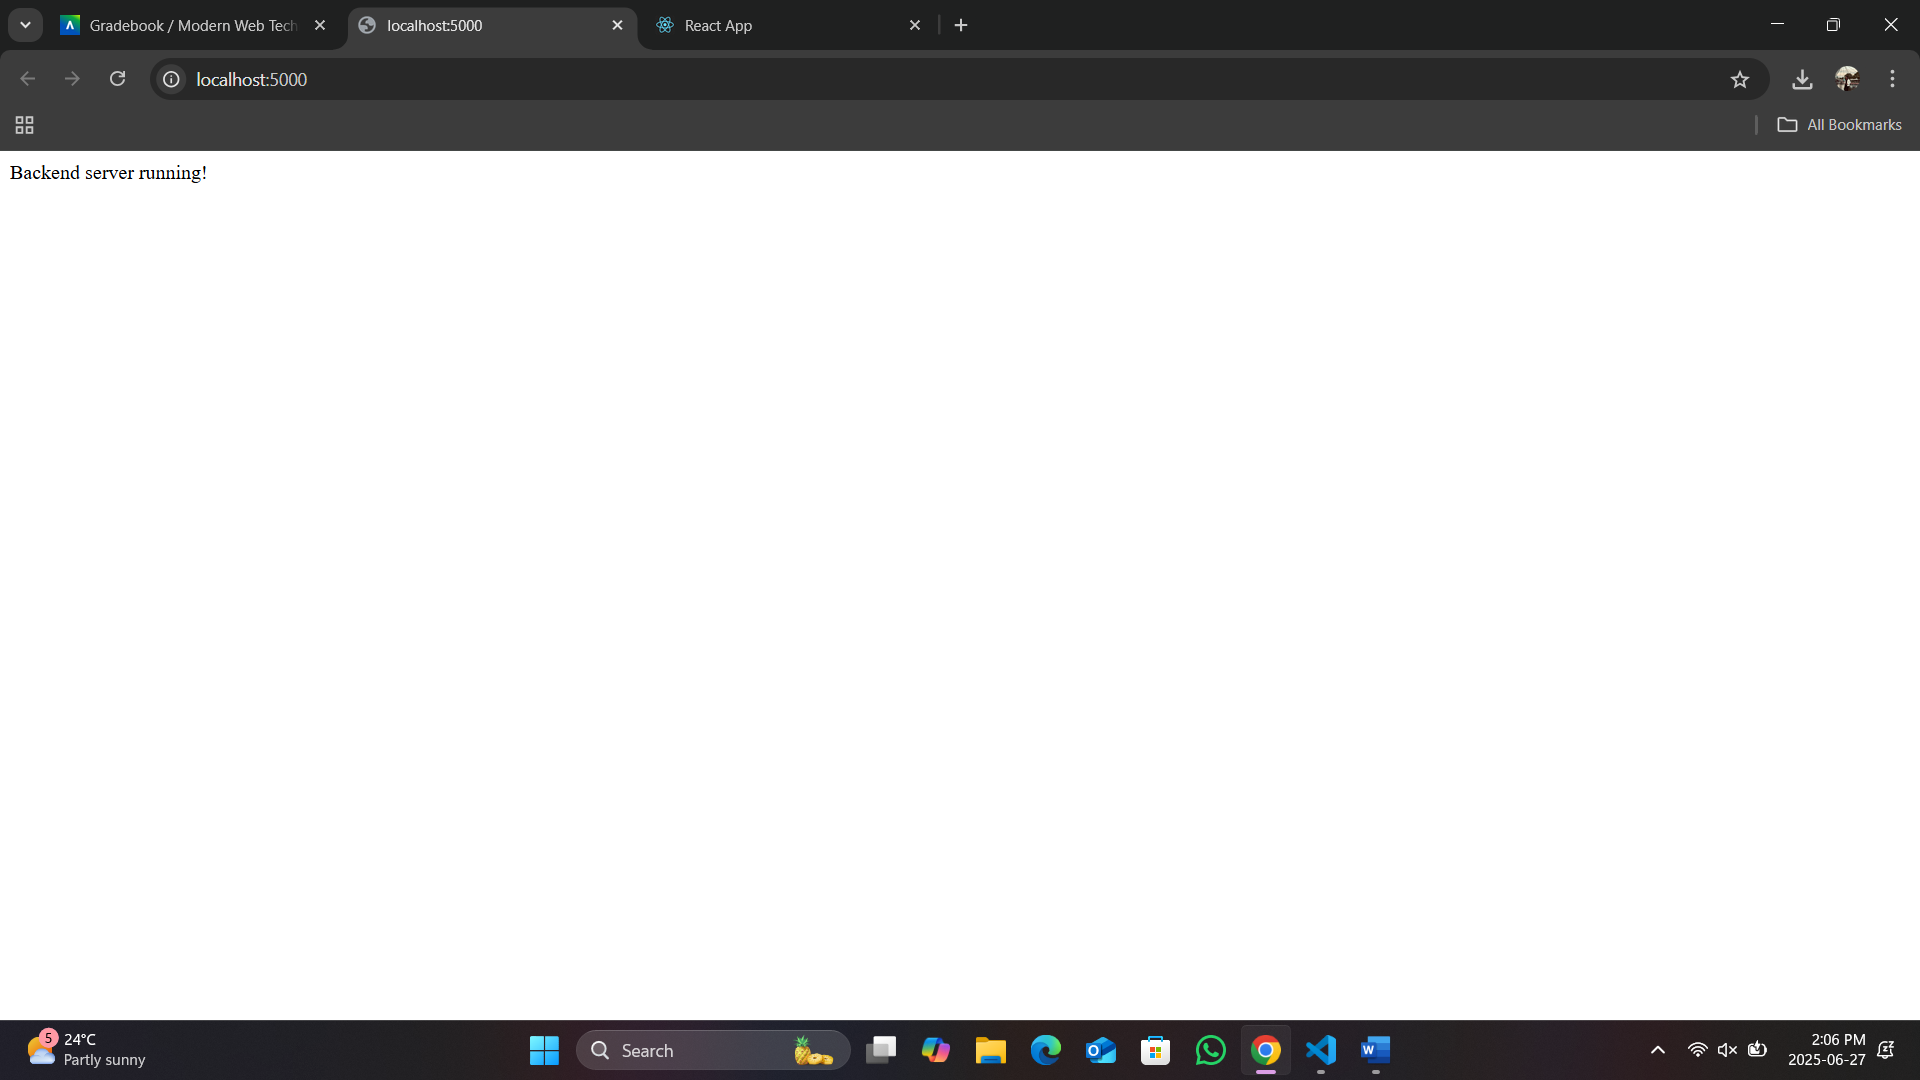 Gradebook / Modern Web Tech
localhost:5000
React App
localhost:5000
All Bookmarks
Backend server running!
5
24°C
Partly sunny
Search
2:06 PM
2025-06-27